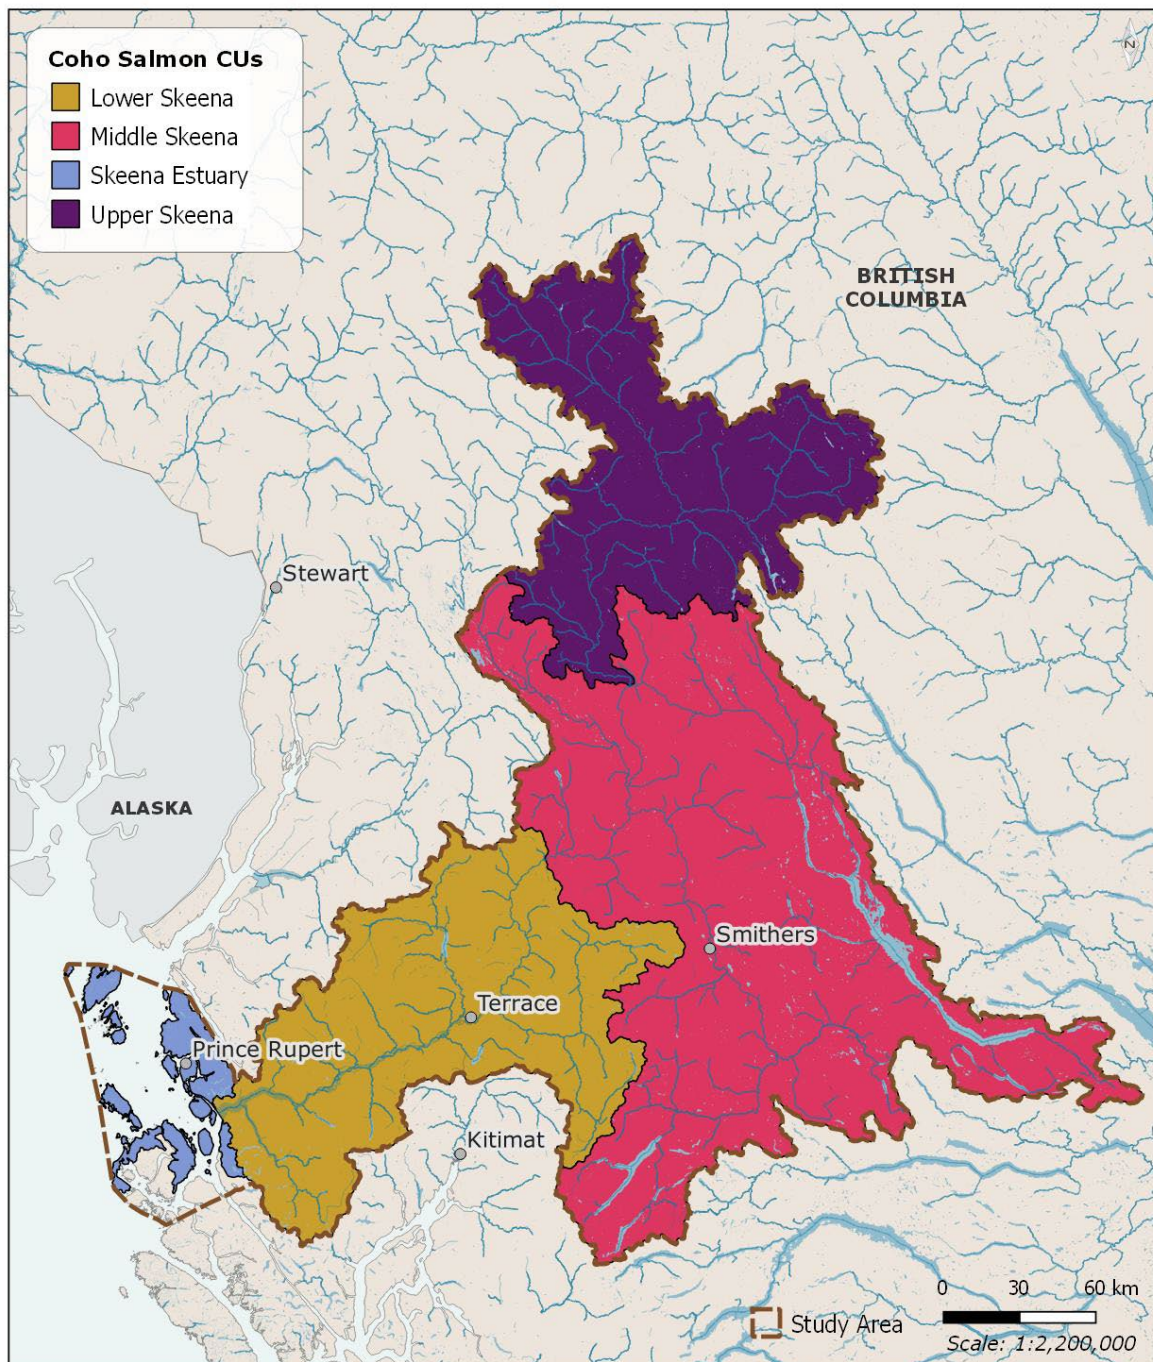 Coho Salmon CUs
Lower Skeena
Middle Skeena
Skeena Estuary
Upper Skeena
N
BRITISH
COLUMBIA
Stewart
ALASKA
Smithers
Terrace
Prince Rupert
Kitimat
0 30 60 km
Study Area
Scale: 1:2,200,000